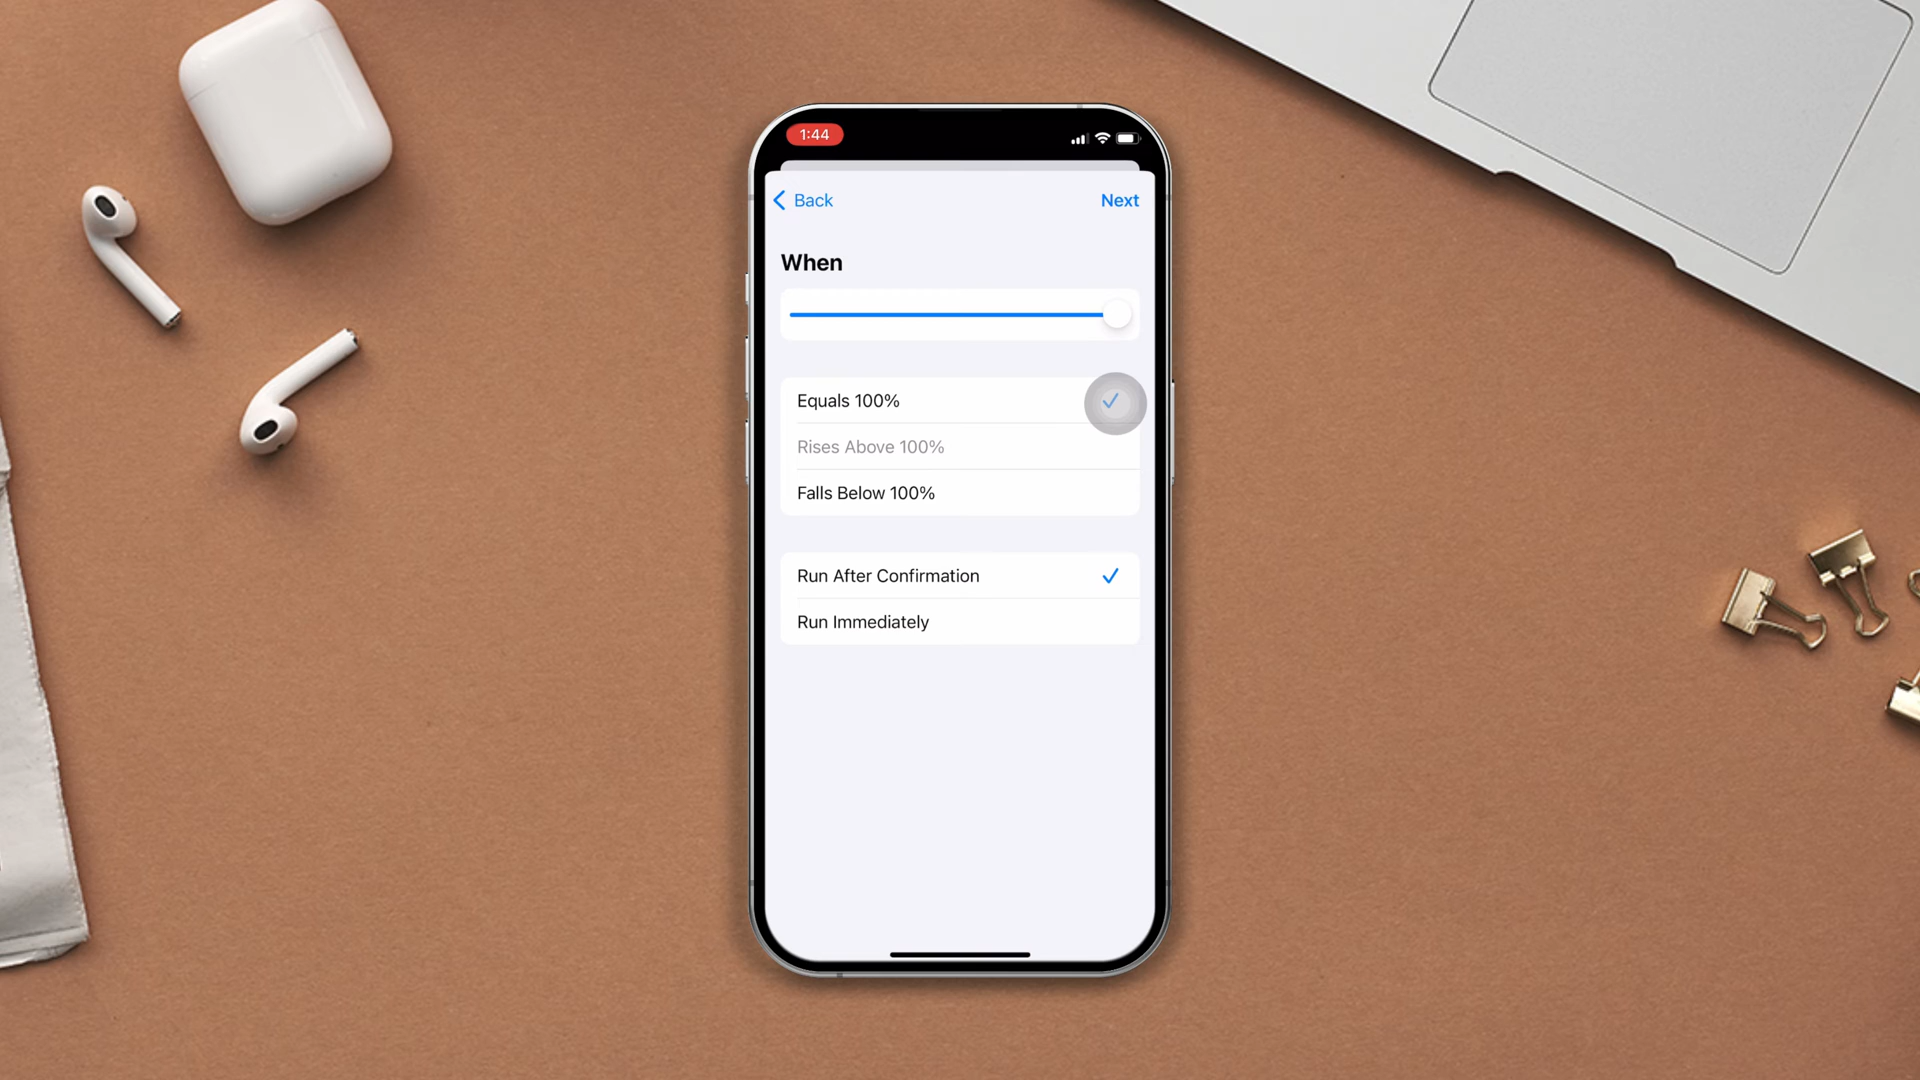 1:44
Back
Next
When
Equals 100%
Rises Above 100%
Falls Below 100%
Run After Confirmation
Run Immediately